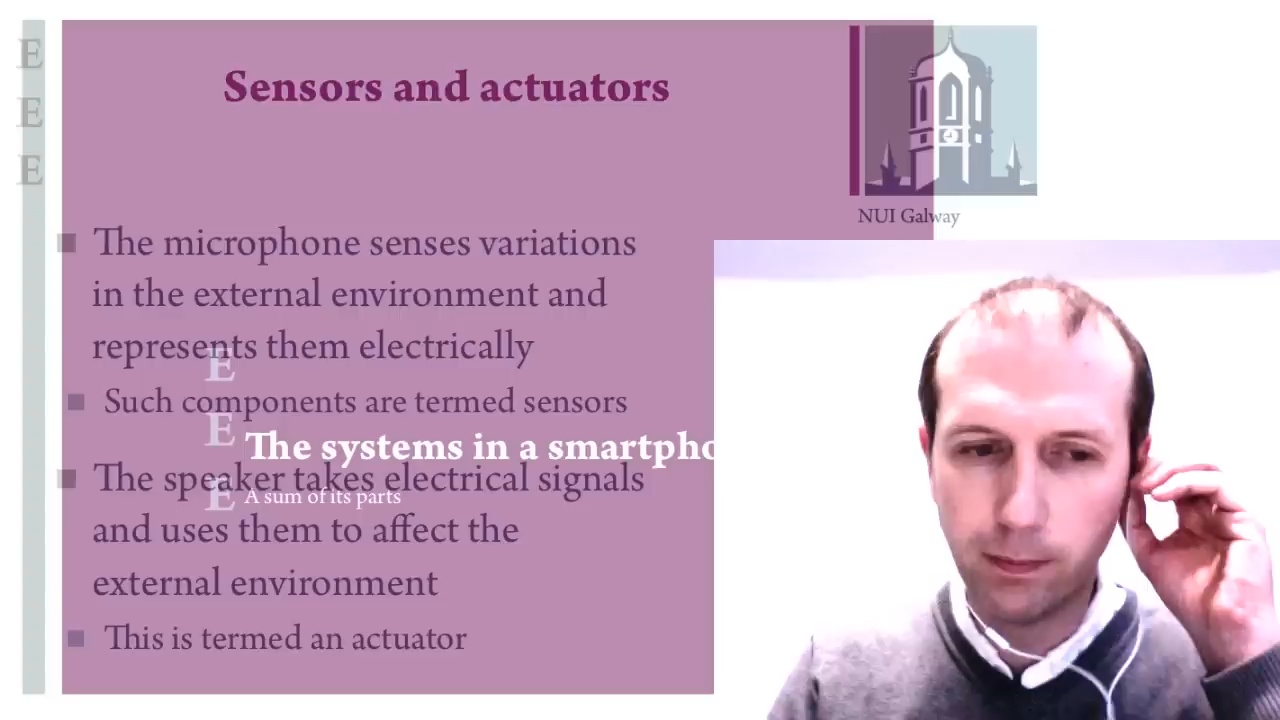 E
E
E
Sensors and actuators
NUI Galway
The microphone senses variations
in the external environment and
represents them electrically
Such components are termed sensors
The speaker takes electrical signals
and uses them to affect the
external environment
This is termed an actuator
E
E
E
The systems in a smartpho
A sum of its parts